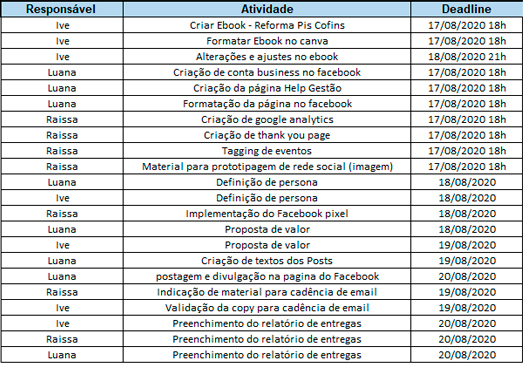 Responsável Atividade Deadline
Ive Criar Ebook - Reforma Pis Cofins 17/08/2020 18h
Ive Formatar Ebook no canva 17/08/2020 18h
Ive Alterações e ajustes no ebook 18/08/2020 21h
Luana Criação de conta business no facebook 17/08/2020 18h
Luana Criação da página Help Gestão 17/08/2020 18h
Luana Formatação da página no facebook 17/08/2020 18h
Raissa Criação de google analytics 17/08/2020 18h
Raissa Criação de thank you page 17/08/2020 18h
Raissa Tagging de eventos 17/08/2020 18h
Raissa Material para prototipagem de rede social (imagem) 17/08/2020 18h
Luana Definição de persona 18/08/2020
Ive Definição de persona 18/08/2020
Raissa Implementação do Facebook pixel 18/08/2020
Luana Proposta de valor 18/08/2020
Ive Proposta de valor 19/08/2020
Luana Criação de textos dos Posts 19/08/2020
Luana postagem e divulgação na pagina do Facebook 20/08/2020
Raissa Indicação de material para cadência de email 19/08/2020
Ive Validação da copy para cadência de email 19/08/2020
Ive Preenchimento do relatório de entregas 20/08/2020
Raissa Preenchimento do relatório de entregas 20/08/2020
Luana Preenchimento do relatório de entregas 20/08/2020